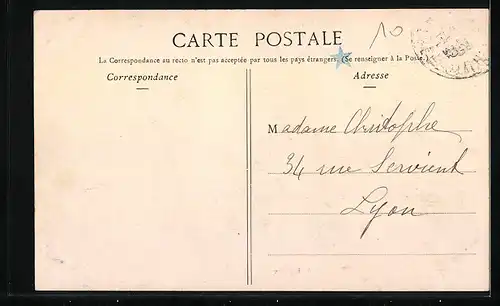 10
CARTE POSTALE
La Correspondance au recto n'est pas acceptée par tous les pays étrangers. (Se renseigner à la Poste.)
Correspondance
Adresse
Madame Christophe
34 rue Servient
Lyon